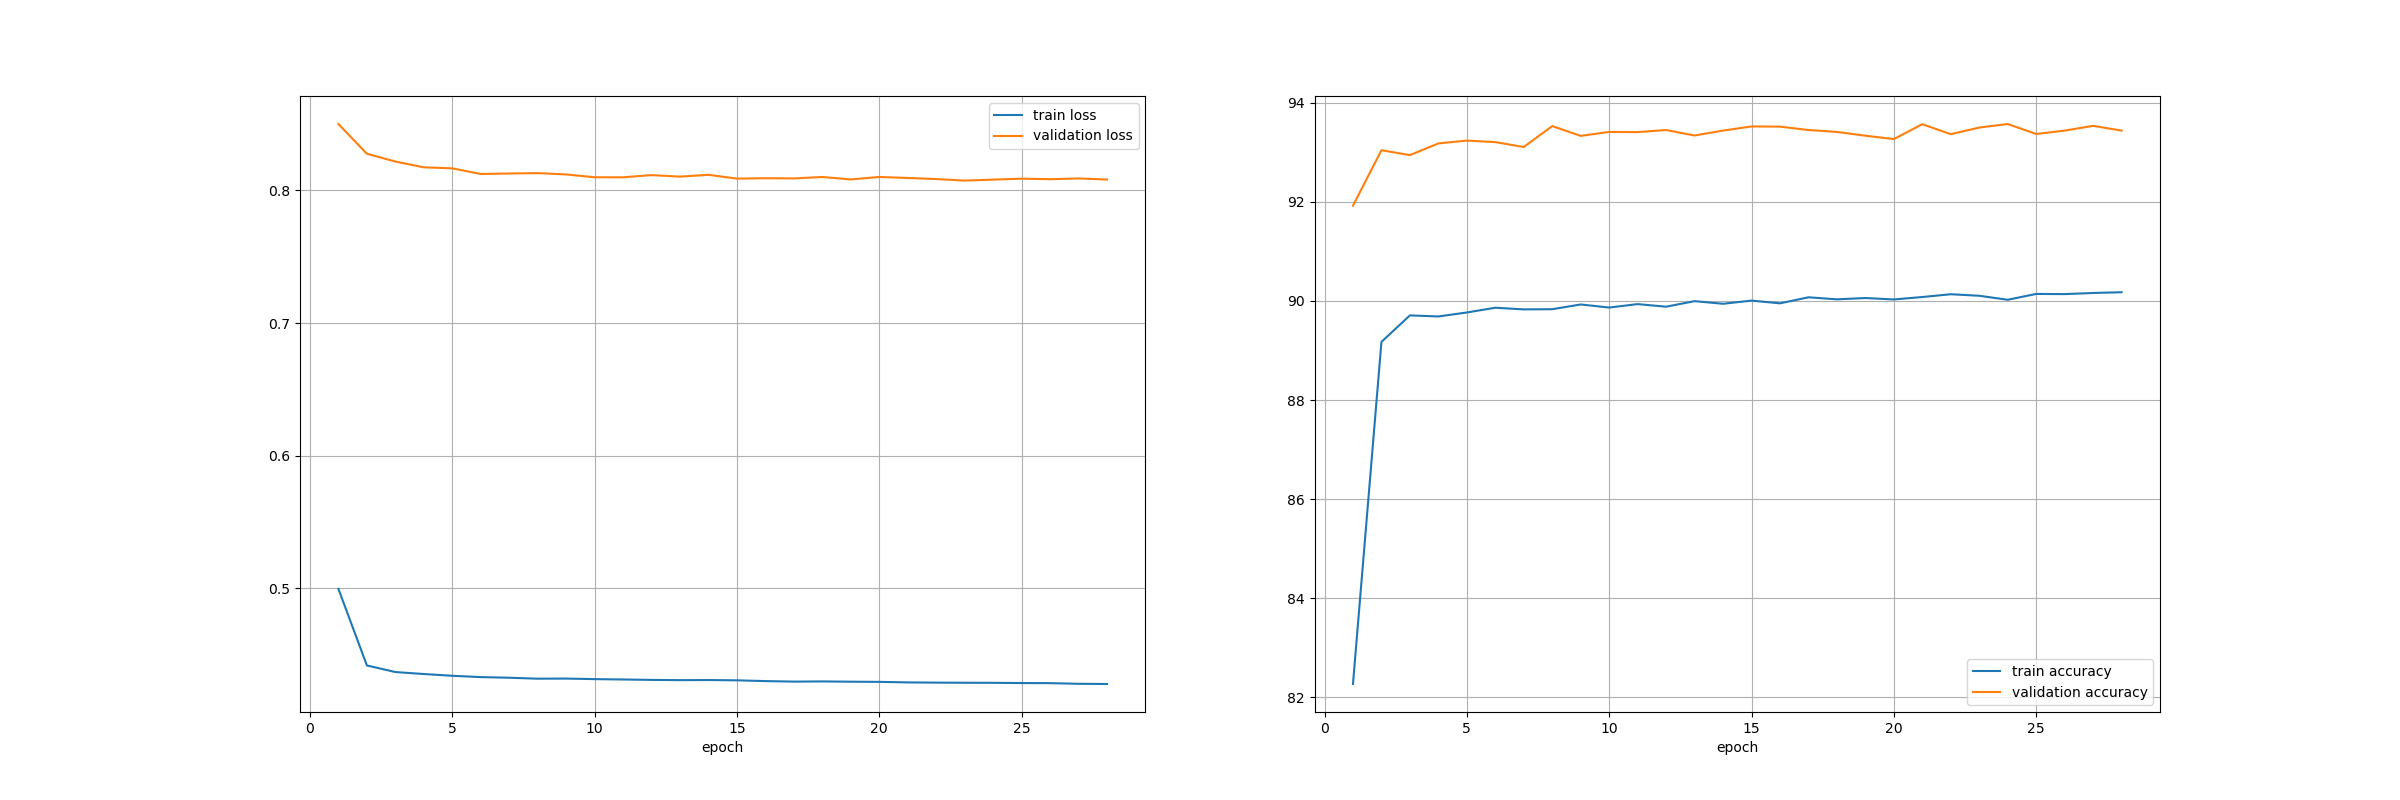 train loss
validation loss
0.8
0.7
0.6
0.5
0 5 10 15 20 25
epoch
94
92
90
88
86
84
82
train accuracy
validation accuracy
0 5 10 15 20 25
epoch